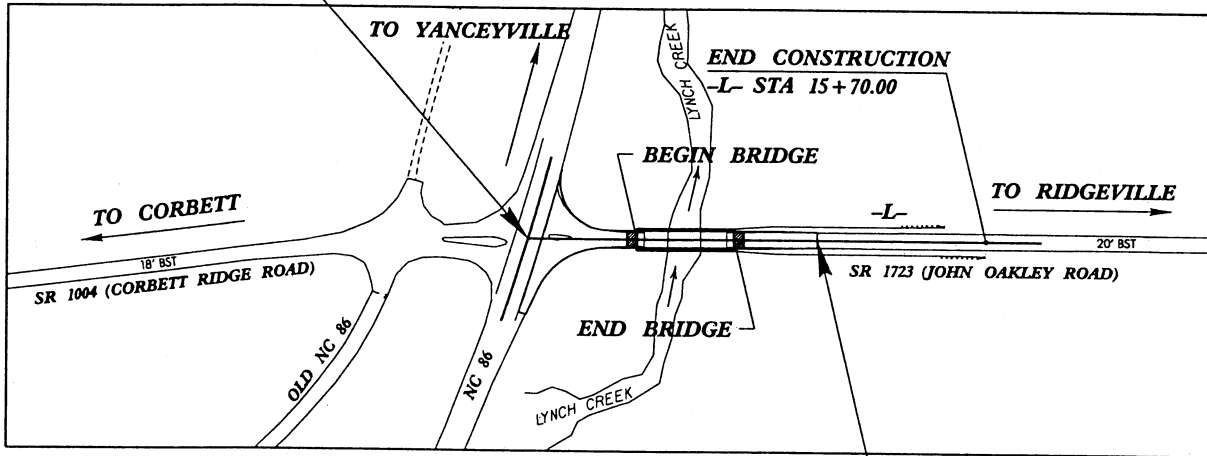 TO YANCEYVILLE
LYNCH CREEK
END CONSTRUCTION
-L- STA 15+70.00
BEGIN BRIDGE
TO RIDGEVILLE
TO CORBETT
-L-
18' BST
20' BST
SR 1004 (CORBETT RIDGE ROAD)
SR 1723 (JOHN OAKLEY ROAD)
END BRIDGE
OLD NC 86
NC 86
LYNCH CREEK